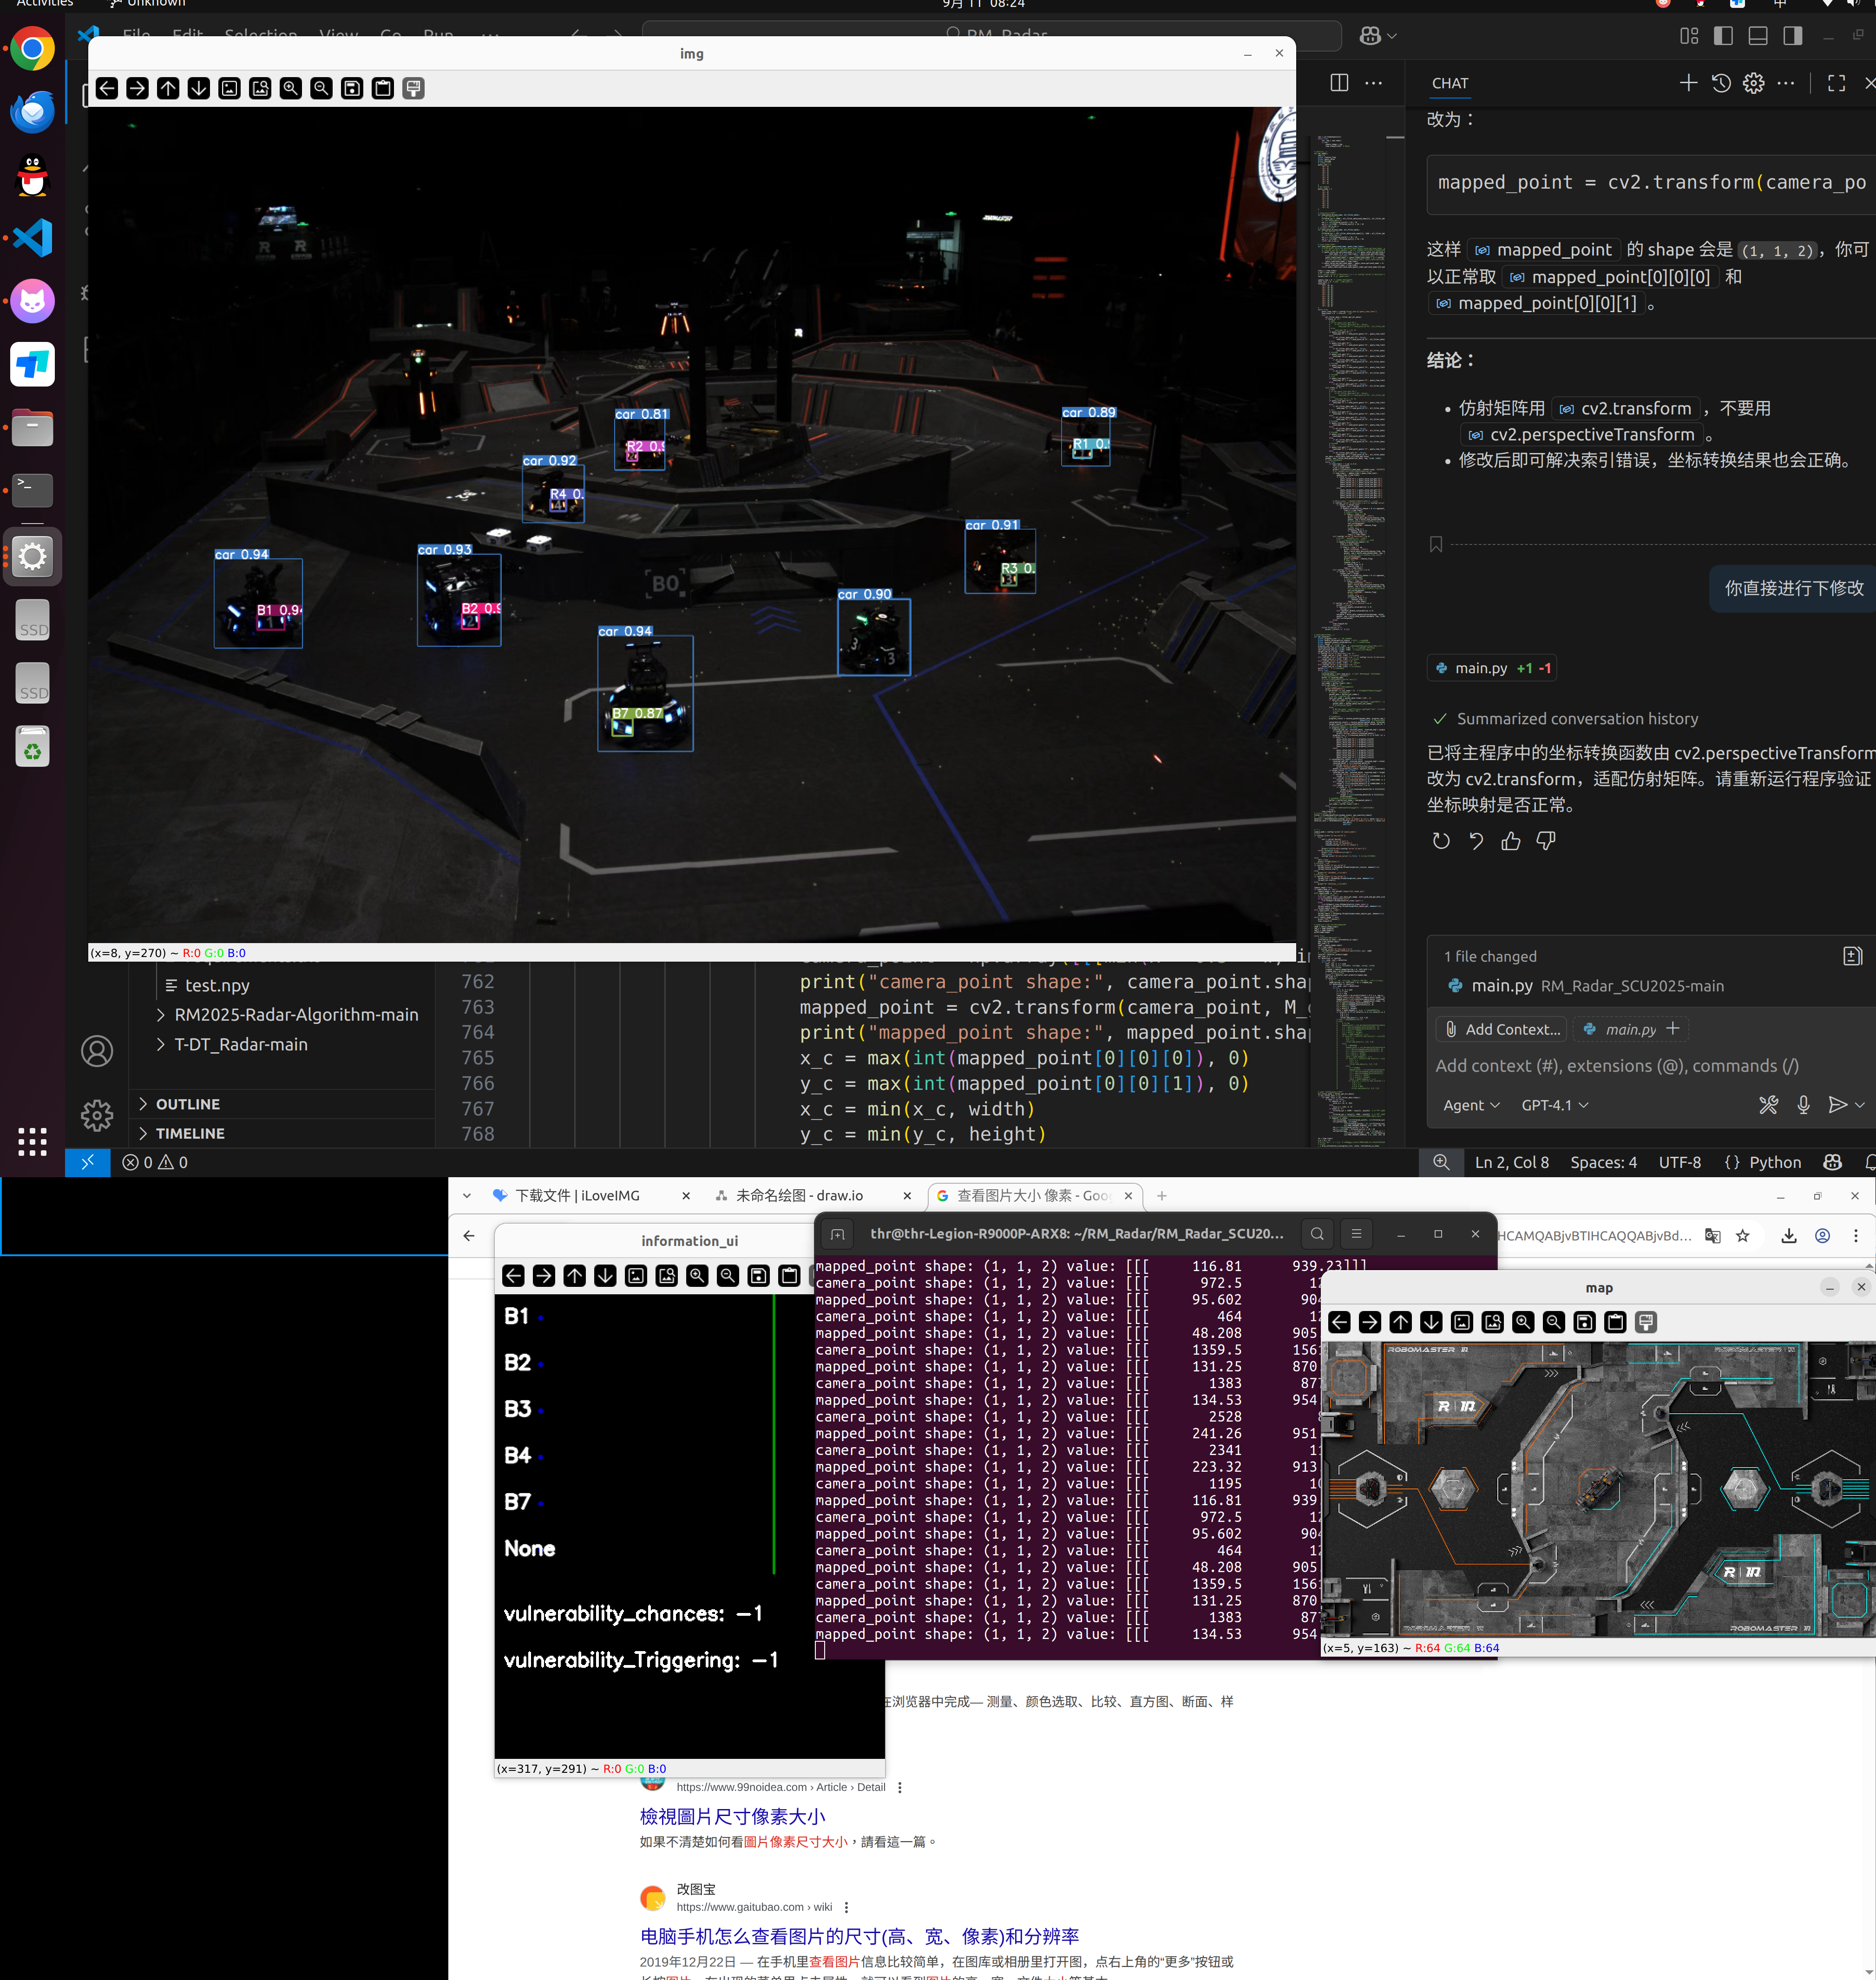 Activities
Unknown
9月 11 08:24
File Edit Selection View Go Run ...
RM_Radar
img
car 0.81
R2 0.9
car 0.89
R1 0.
car 0.92
R4 0.
car 0.91
R3 0.
car 0.94
B1 0.94
car 0.93
B2 0.9
car 0.90
car 0.94
B7 0.87
B0
(x=8, y=270) ~ R:0 G:0 B:0
test.npy
RM2025-Radar-Algorithm-main
T-DT_Radar-main
OUTLINE
TIMELINE
762 print("camera_point shape:", camera_point.shap
763 mapped_point = cv2.transform(camera_point, M_
764 print("mapped_point shape:", mapped_point.shap
765 x_c = max(int(mapped_point[0][0][0]), 0)
766 y_c = max(int(mapped_point[0][0][1]), 0)
767 x_c = min(x_c, width)
768 y_c = min(y_c, height)
0 0
Ln 2, Col 8 Spaces: 4 UTF-8 {} Python
CHAT
改为：
mapped_point = cv2.transform(camera_po
这样 mapped_point 的 shape 会是 (1, 1, 2)，你可
以正常取 mapped_point[0][0][0] 和
mapped_point[0][0][1] 。
结论：
• 仿射矩阵用 cv2.transform ，不要用
cv2.perspectiveTransform 。
• 修改后即可解决索引错误，坐标转换结果也会正确。
你直接进行下修改
main.py +1 -1
Summarized conversation history
已将主程序中的坐标转换函数由 cv2.perspectiveTransform
改为 cv2.transform，适配仿射矩阵。请重新运行程序验证
坐标映射是否正常。
1 file changed
main.py RM_Radar_SCU2025-main
Add Context... main.py
Add context (#), extensions (@), commands (/)
Agent GPT-4.1
SSD
SSD
下载文件 | iLoveIMG
未命名绘图 - draw.io
查看图片大小 像素 - Goo
HCAMQABjvBTIHCAQQABjvBd...
information_ui
B1
B2
B3
B4
B7
None
vulnerability_chances: -1
vulnerability_Triggering: -1
(x=317, y=291) ~ R:0 G:0 B:0
thr@thr-Legion-R9000P-ARX8: ~/RM_Radar/RM_Radar_SCU20...
mapped_point shape: (1, 1, 2) value: [[[ 116.81 939.23]]]
camera_point shape: (1, 1, 2) value: [[[ 972.5 12
mapped_point shape: (1, 1, 2) value: [[[ 95.602 904
camera_point shape: (1, 1, 2) value: [[[ 464 12
mapped_point shape: (1, 1, 2) value: [[[ 48.208 905
camera_point shape: (1, 1, 2) value: [[[ 1359.5 156
mapped_point shape: (1, 1, 2) value: [[[ 131.25 870
camera_point shape: (1, 1, 2) value: [[[ 1383 87
mapped_point shape: (1, 1, 2) value: [[[ 134.53 954
camera_point shape: (1, 1, 2) value: [[[ 2528
mapped_point shape: (1, 1, 2) value: [[[ 241.26 951
camera_point shape: (1, 1, 2) value: [[[ 2341 1
mapped_point shape: (1, 1, 2) value: [[[ 223.32 913
camera_point shape: (1, 1, 2) value: [[[ 1195 10
mapped_point shape: (1, 1, 2) value: [[[ 116.81 939
camera_point shape: (1, 1, 2) value: [[[ 972.5 12
mapped_point shape: (1, 1, 2) value: [[[ 95.602 904
camera_point shape: (1, 1, 2) value: [[[ 464 12
mapped_point shape: (1, 1, 2) value: [[[ 48.208 905
camera_point shape: (1, 1, 2) value: [[[ 1359.5 156
mapped_point shape: (1, 1, 2) value: [[[ 131.25 870
camera_point shape: (1, 1, 2) value: [[[ 1383 87
mapped_point shape: (1, 1, 2) value: [[[ 134.53 954
map
ROBOMASTER
ROBOMASTER
(x=5, y=163) ~ R:64 G:64 B:64
在浏览器中完成— 测量、颜色选取、比较、直方图、断面、样
https://www.99noidea.com › Article › Detail
檢視圖片尺寸像素大小
如果不清楚如何看圖片像素尺寸大小，請看這一篇。
改图宝
https://www.gaitubao.com › wiki
电脑手机怎么查看图片的尺寸(高、宽、像素)和分辨率
2019年12月22日 — 在手机里查看图片信息比较简单，在图库或相册里打开图，点右上角的"更多"按钮或